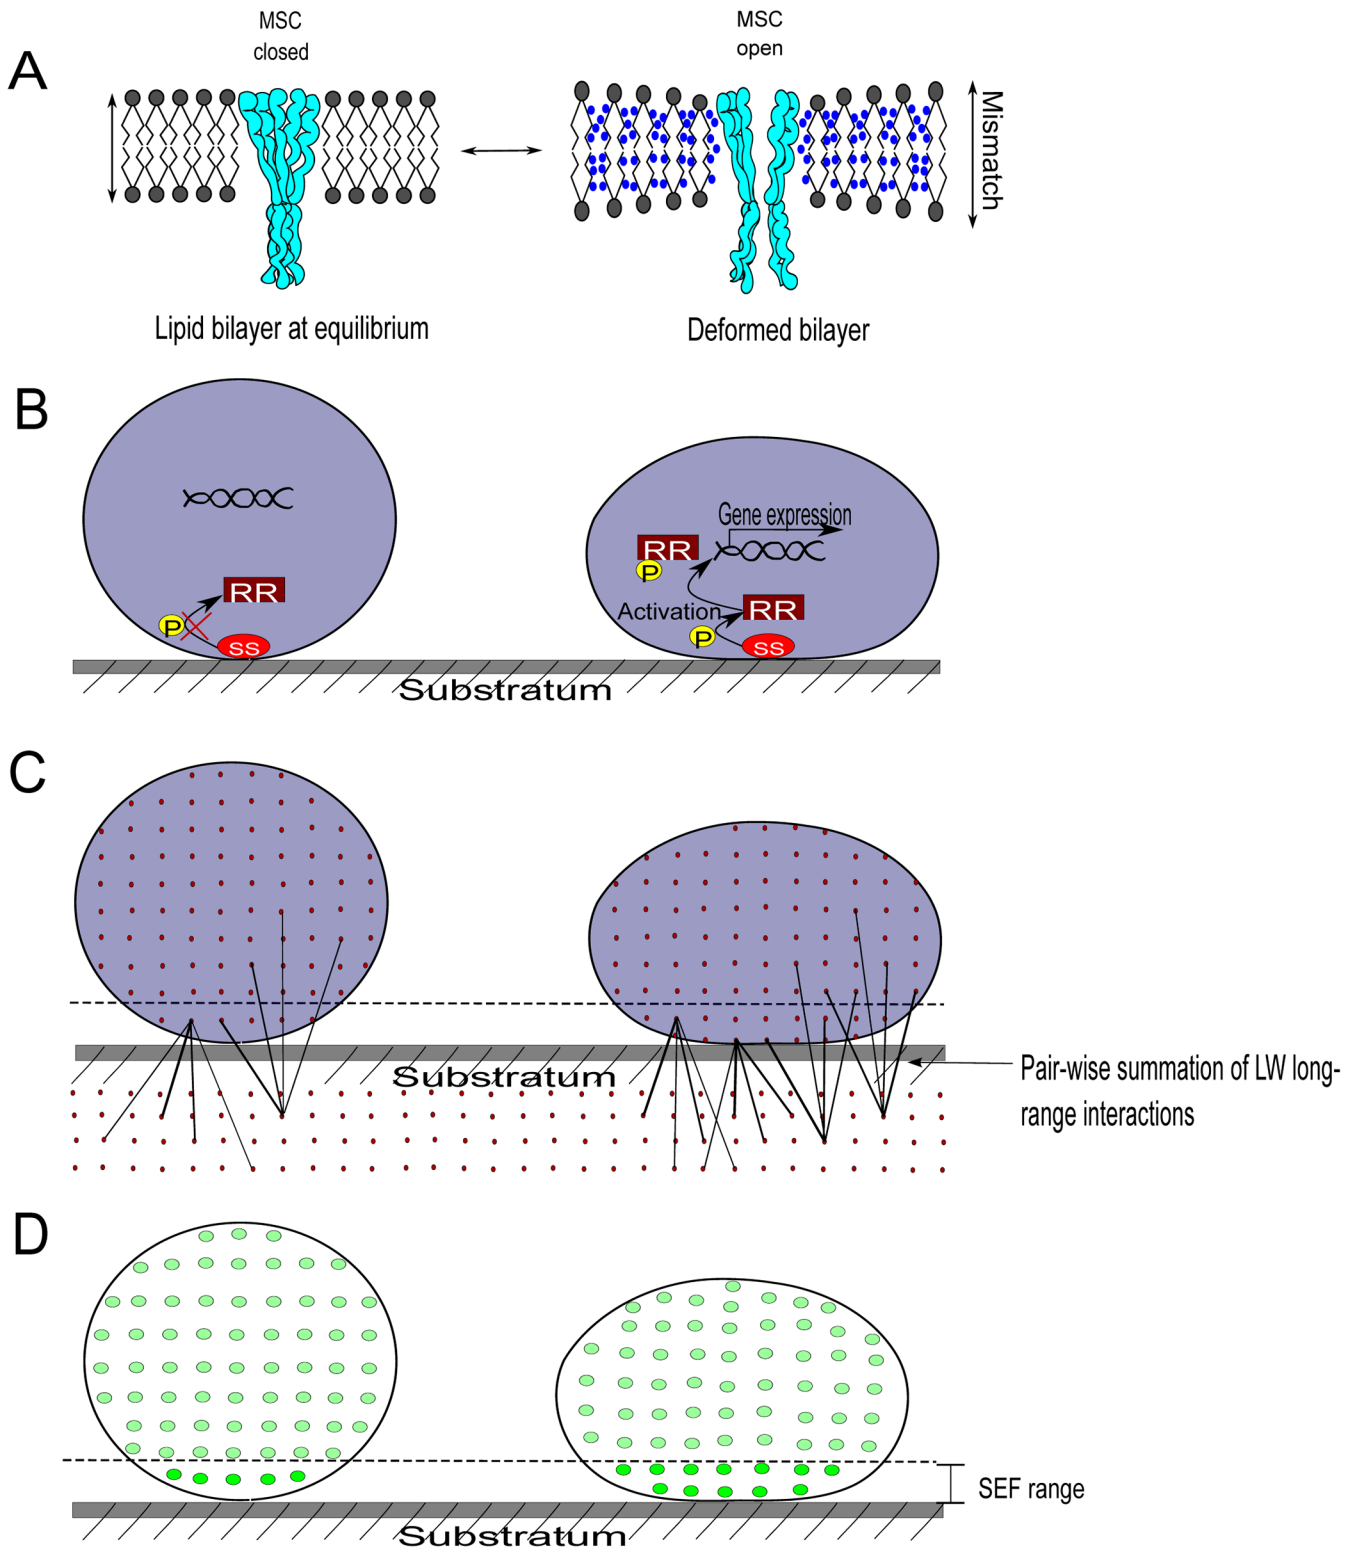 A
MSC
closed
MSC
open
Mismatch
Lipid bilayer at equilibrium
Deformed bilayer
B
Gene expression
RR
P
RR
P
SS
Activation
RR
P
SS
Substratum
C
Substratum
Pair-wise summation of LW long-
range interactions
D
SEF range
Substratum